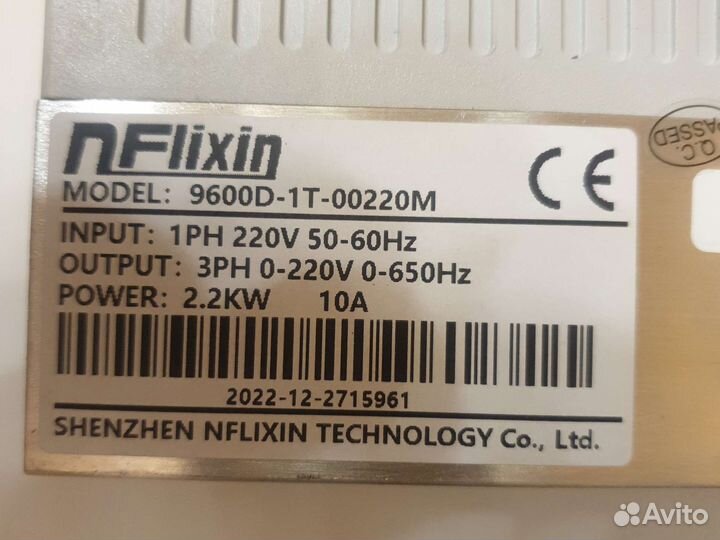 nFlixin
MODEL: 9600D-1T-00220M
INPUT: 1PH 220V 50-60Hz
OUTPUT: 3PH 0-220V 0-650Hz
POWER: 2.2KW 10A
2022-12-2715961
SHENZHEN NFLIXIN TECHNOLOGY Co., Ltd.
CE
Q.C.
PASSED
Avito